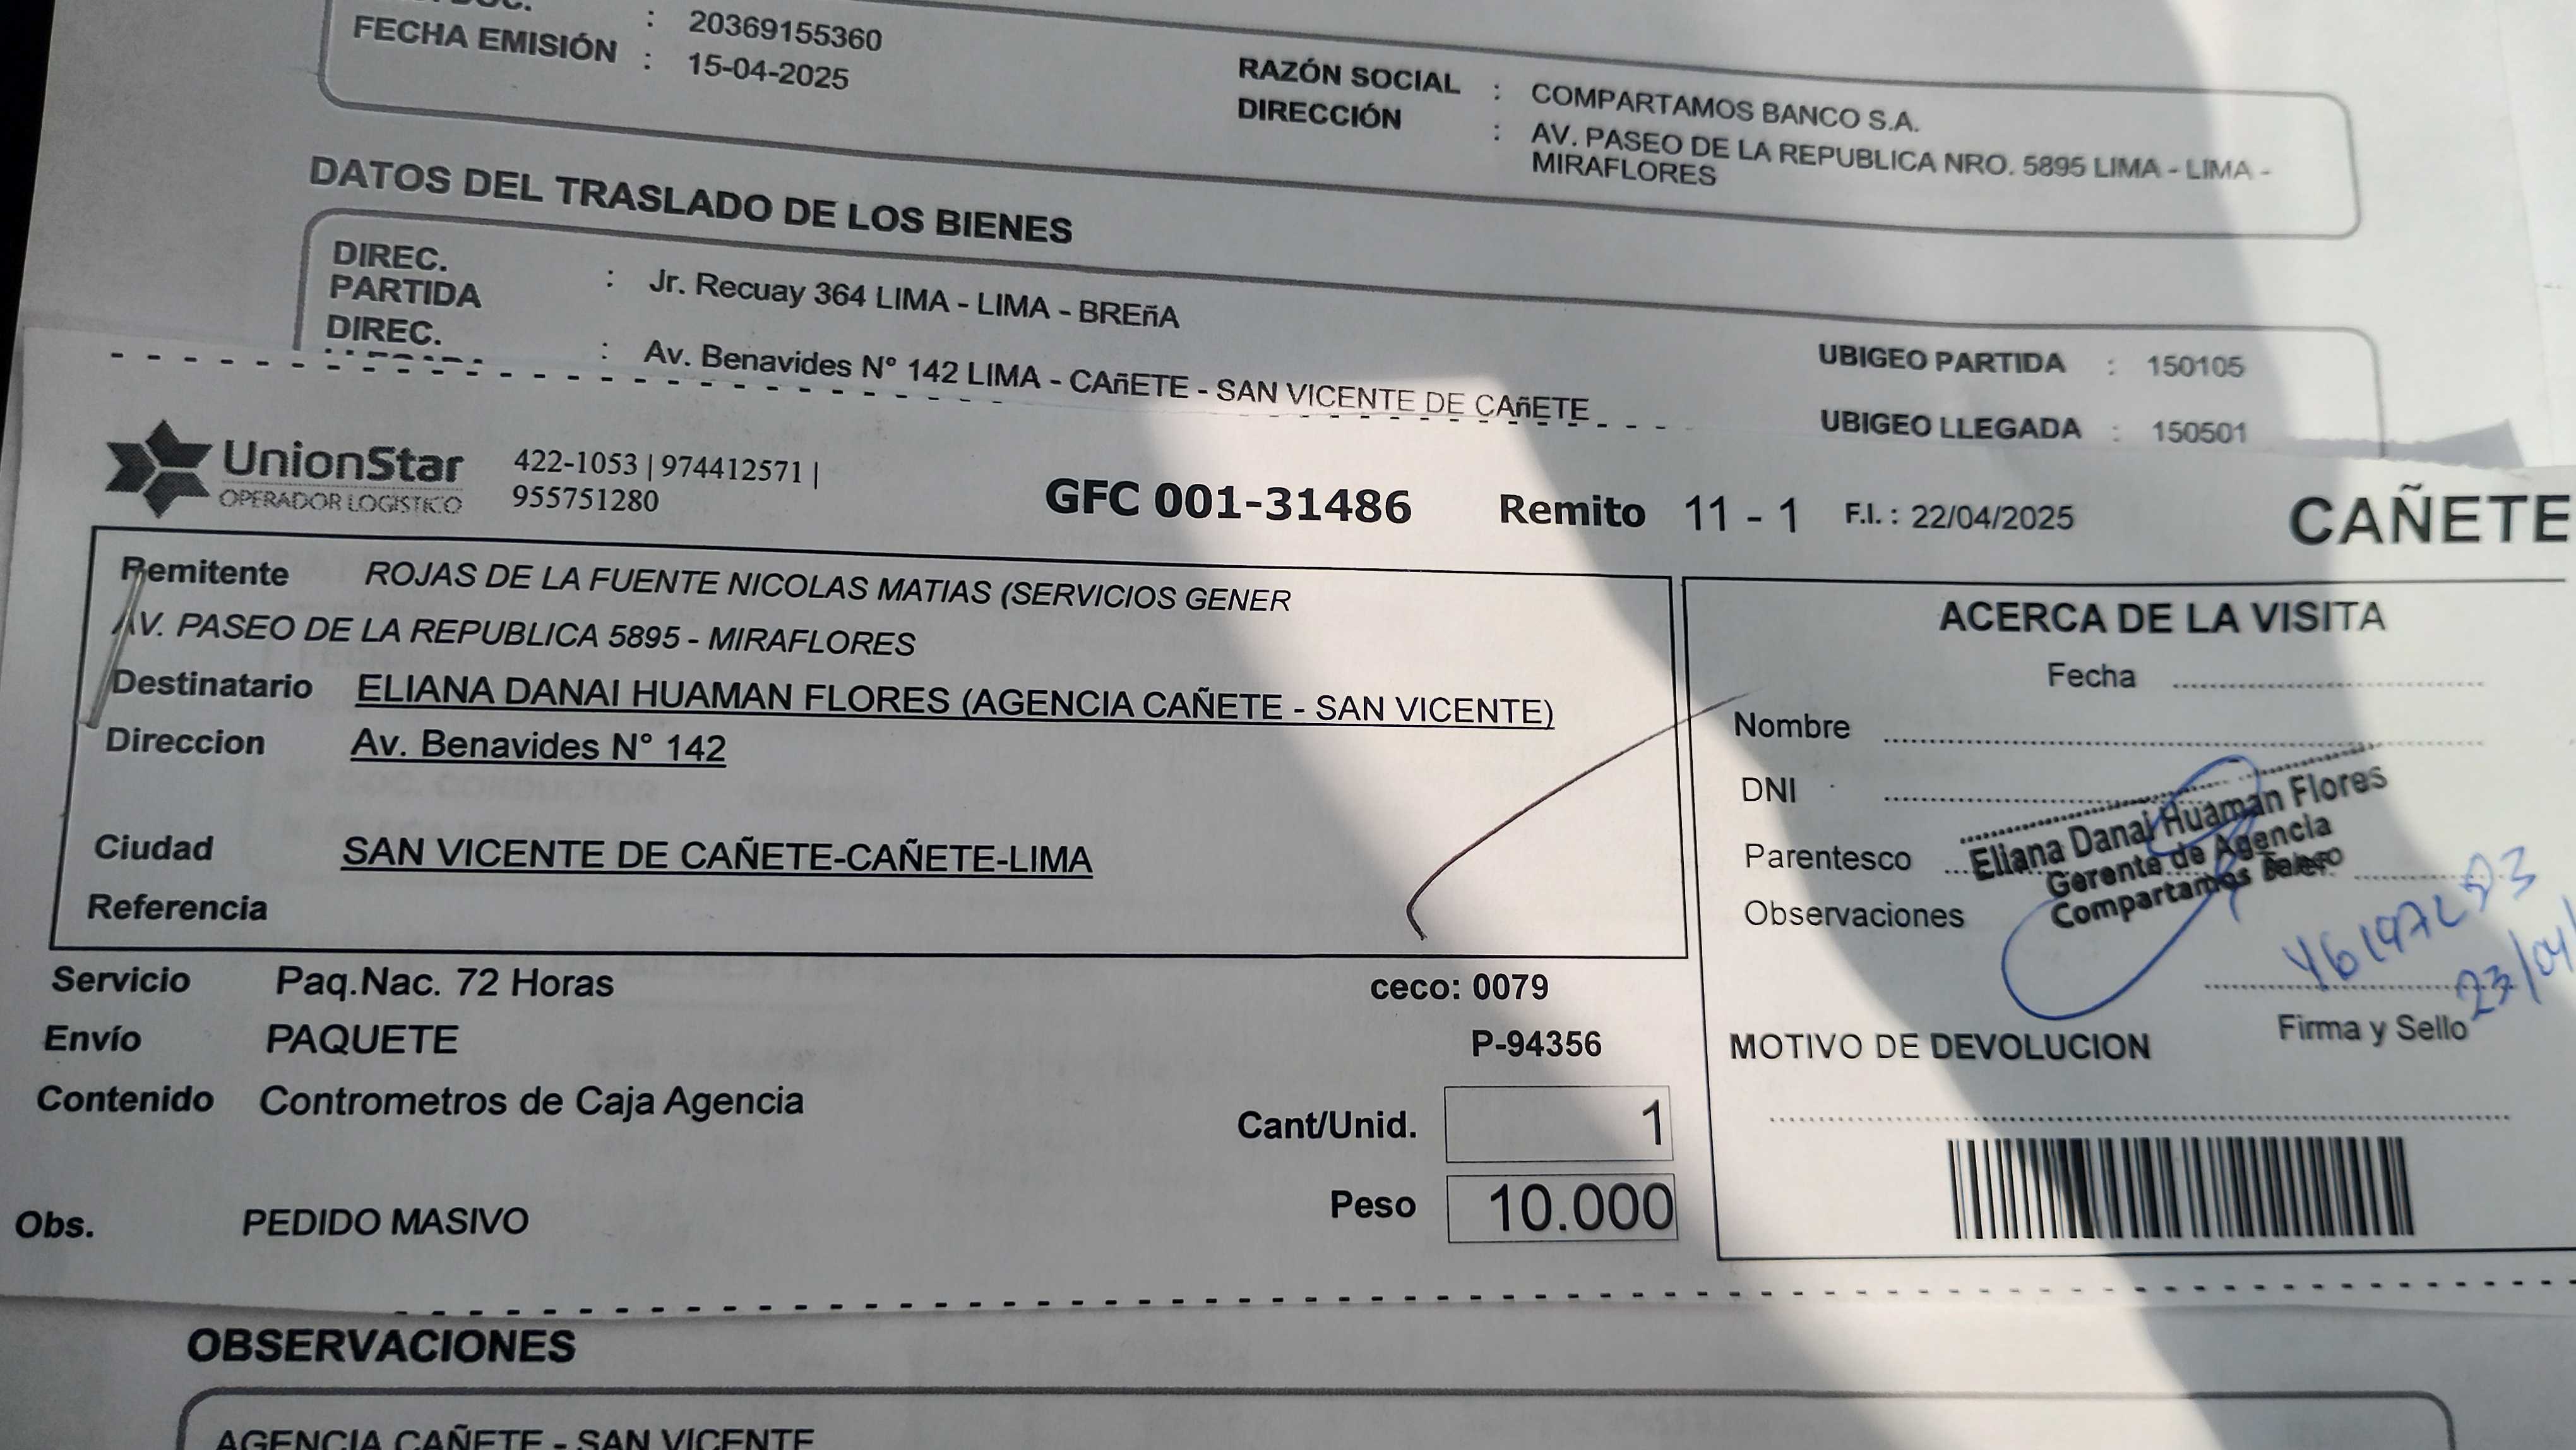 : 20369155360
FECHA EMISIÓN : 15-04-2025
RAZÓN SOCIAL : COMPARTAMOS BANCO S.A.
DIRECCIÓN : AV. PASEO DE LA REPUBLICA NRO. 5895 LIMA - LIMA -
MIRAFLORES
DATOS DEL TRASLADO DE LOS BIENES
DIREC.
PARTIDA : Jr. Recuay 364 LIMA - LIMA - BREñA
DIREC.
: Av. Benavides N° 142 LIMA - CAñETE - SAN VICENTE DE CAñETE
UBIGEO PARTIDA : 150105
UBIGEO LLEGADA : 150501
UnionStar
OPERADOR LOGISTICO
422-1053 | 974412571 |
955751280
GFC 001-31486 Remito 11 - 1 F.I. : 22/04/2025 CAÑETE
Remitente ROJAS DE LA FUENTE NICOLAS MATIAS (SERVICIOS GENER
AV. PASEO DE LA REPUBLICA 5895 - MIRAFLORES
Destinatario ELIANA DANAI HUAMAN FLORES (AGENCIA CAÑETE - SAN VICENTE)
Direccion Av. Benavides N° 142
Ciudad SAN VICENTE DE CAÑETE-CAÑETE-LIMA
Referencia
Servicio Paq.Nac. 72 Horas
ceco: 0079
Envío PAQUETE
P-94356
Contenido Contrometros de Caja Agencia
Cant/Unid. 1
Peso 10.000
Obs. PEDIDO MASIVO
ACERCA DE LA VISITA
Fecha
Nombre
DNI
Parentesco
Observaciones
Eliana Danai Huaman Flores
Gerente de Agencia
Compartamos
23/04/
Firma y Sello
MOTIVO DE DEVOLUCION
OBSERVACIONES
AGENCIA CAÑETE - SAN VICENTE